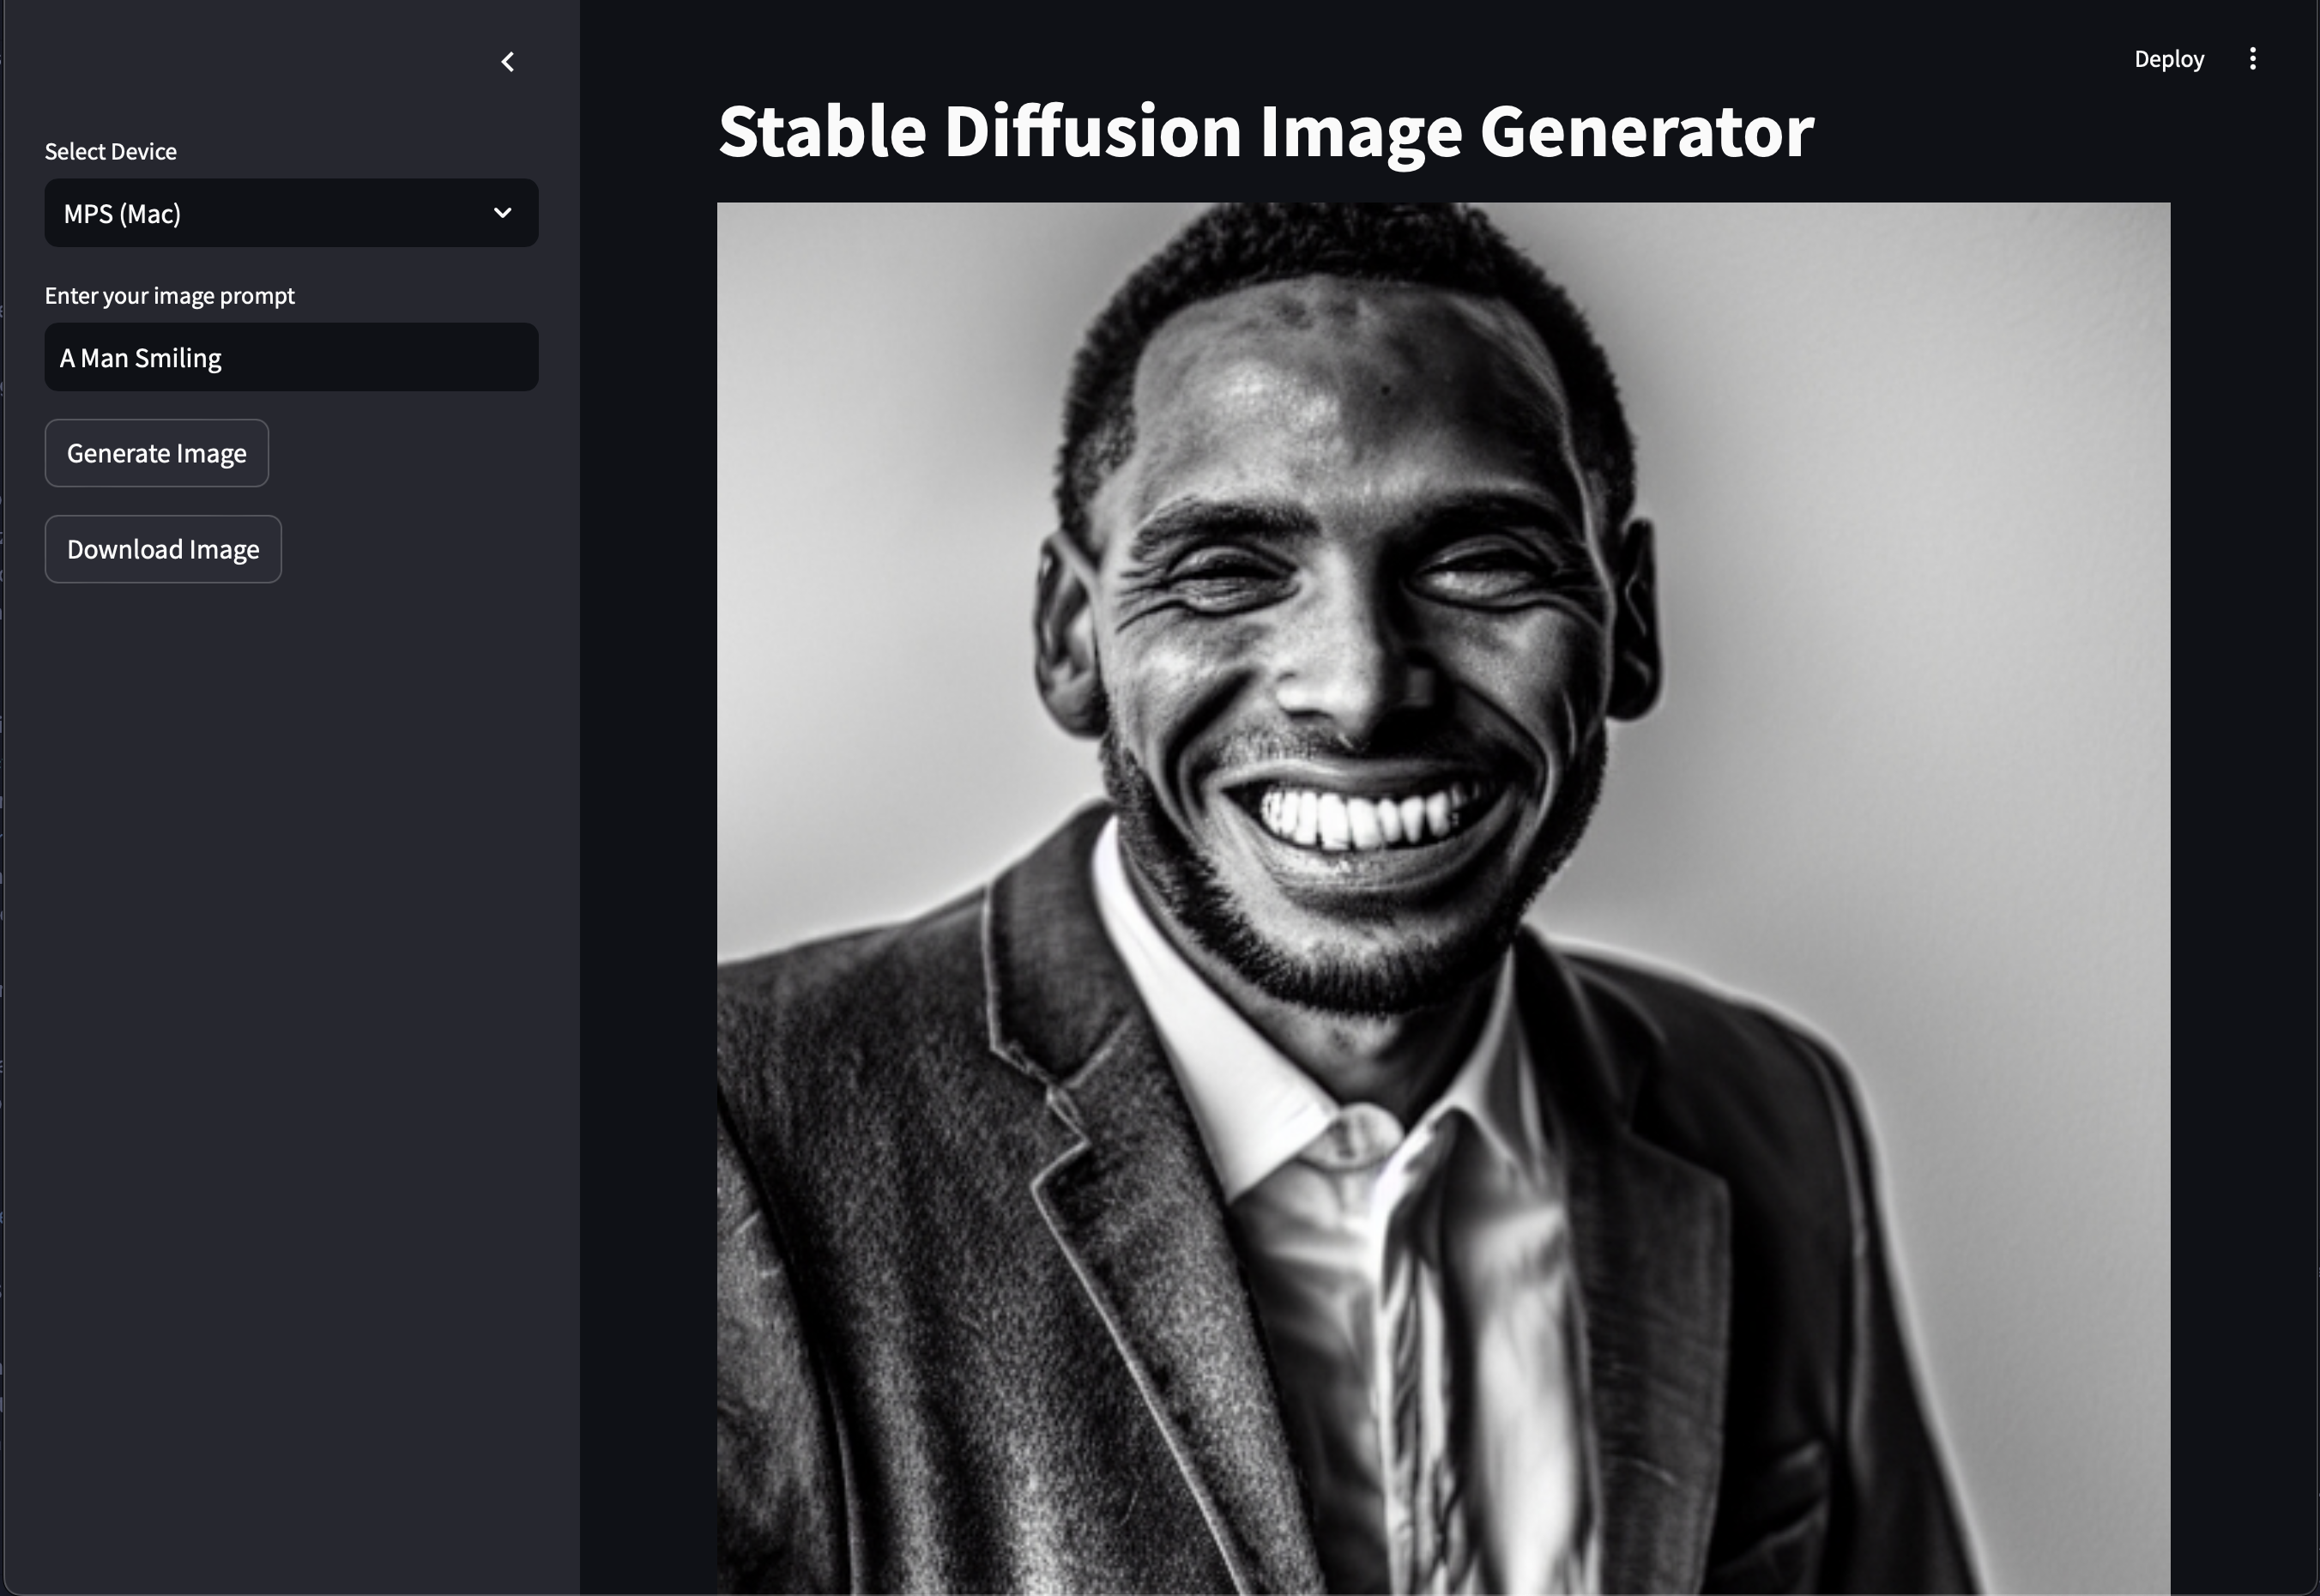 Deploy
Select Device
MPS (Mac)
Enter your image prompt
A Man Smiling
Generate Image
Download Image
Stable Diffusion Image Generator